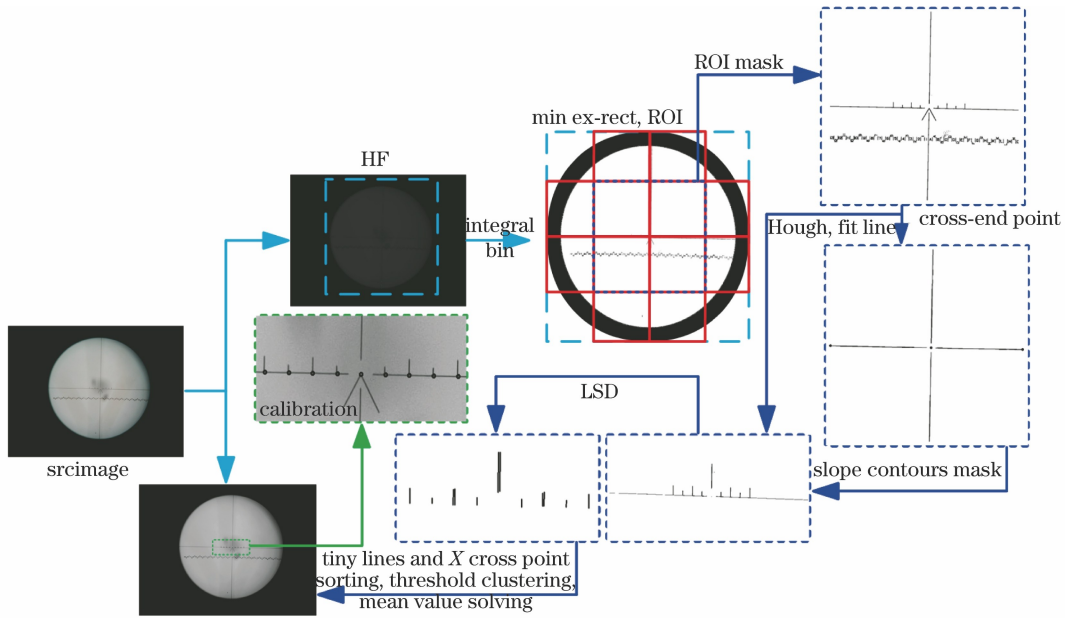 ROI mask
min ex-rect, ROI
HF
integral
bin
Hough, fit line
cross-end point
calibration
LSD
srcimage
slope contours mask
tiny lines and X cross point
sorting, threshold clustering,
mean value solving